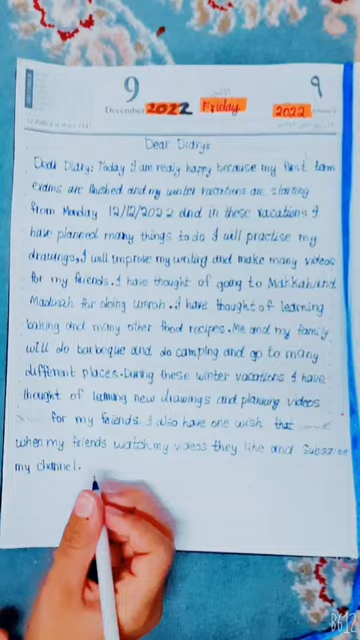 9
December 2022 Friday 2022
٩
Dear Diary:
Dear Diary: Today I am realy happy because my first term
exams are finished and my winter vacations are starting
from Monday 12/12/2022 and in these vacations I
have planned many things to do I will practise my
drawings, I will improve my writing and make many videos
for my friends. I have thought of going to Makkah and
Madinah for doing Umrah. I have thought of learning
baking and many other food recipes. Me and my family
will do barbeque and do camping and go to many
different places. During these winter vacations I have
thought of learning new drawings and planning videos
for my friends. I also have one wish that
when my friends watch my videos they like and Subscribe
my channel.
B612